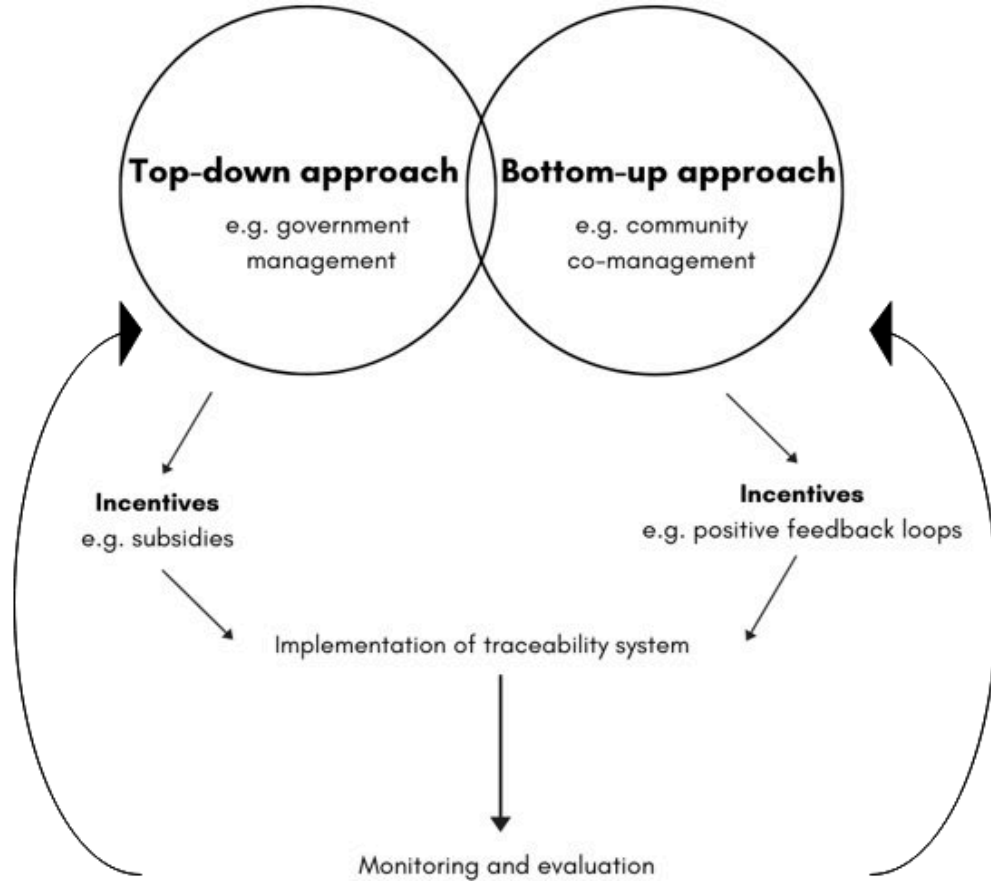 Top-down approach
e.g. government
management
Bottom-up approach
e.g. community
co-management
Incentives
e.g. subsidies
Incentives
e.g. positive feedback loops
Implementation of traceability system
Monitoring and evaluation